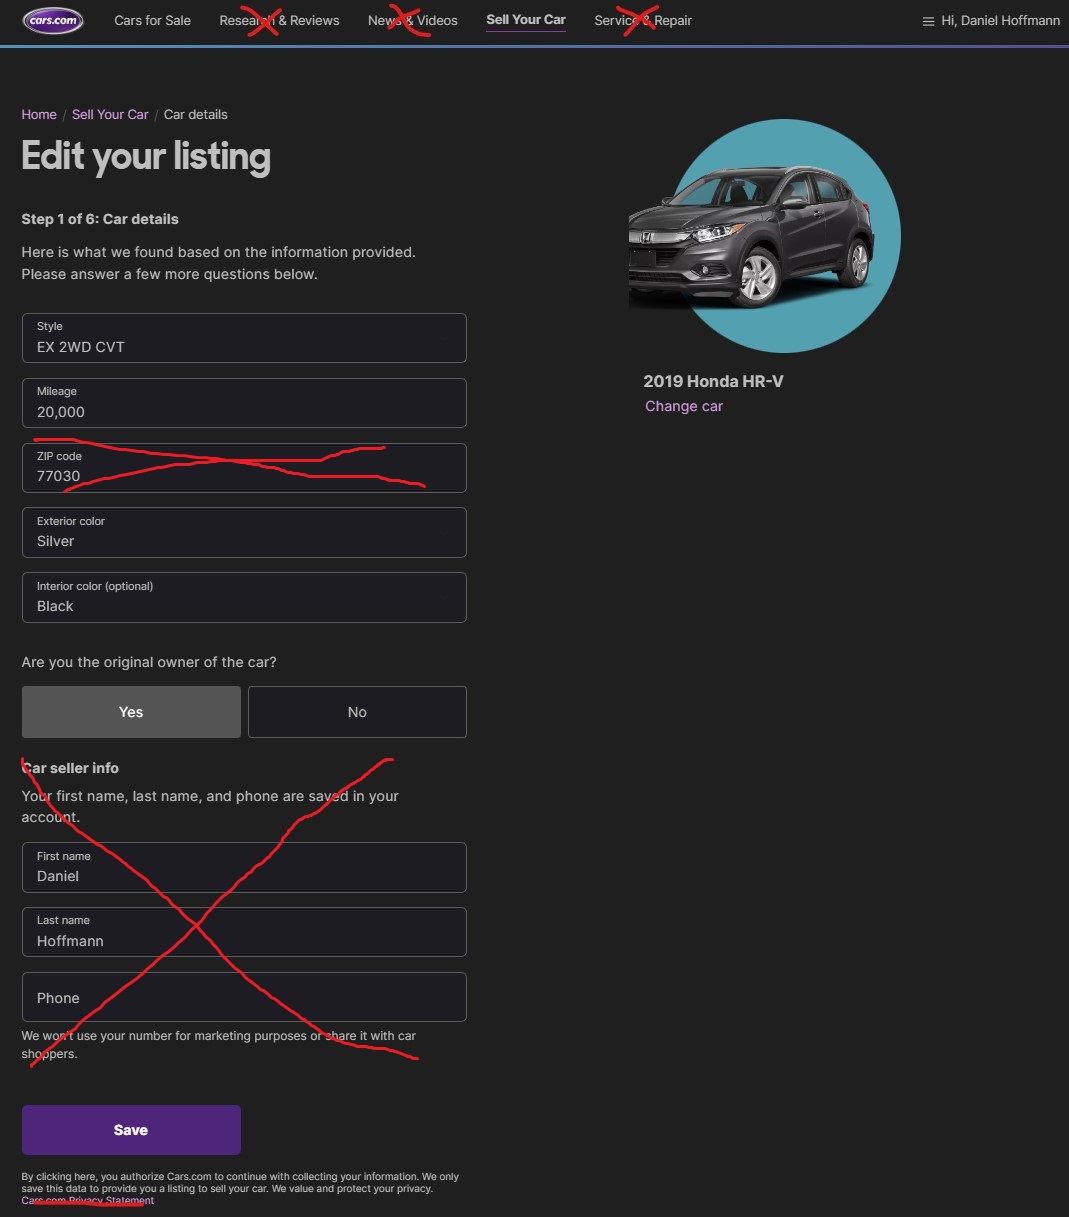 cars.com Cars for Sale Research & Reviews News & Videos Sell Your Car Service & Repair Hi, Daniel Hoffmann
Home / Sell Your Car / Car details
Edit your listing
Step 1 of 6: Car details
Here is what we found based on the information provided.
Please answer a few more questions below.
Style
EX 2WD CVT
Mileage
20,000
ZIP code
77030
Exterior color
Silver
Interior color (optional)
Black
Are you the original owner of the car?
Yes No
Car seller info
Your first name, last name, and phone are saved in your
account.
First name
Daniel
Last name
Hoffmann
Phone
We won't use your number for marketing purposes or share it with car
shoppers.
Save
By clicking here, you authorize Cars.com to continue with collecting your information. We only
save this data to provide you a listing to sell your car. We value and protect your privacy.
Cars.com Privacy Statement
2019 Honda HR-V
Change car